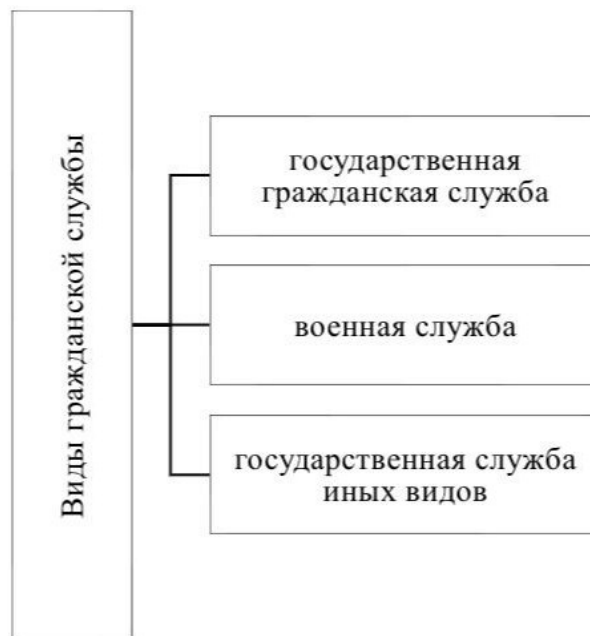 Виды гражданской службы
государственная
гражданская служба
военная служба
государственная служба
иных видов